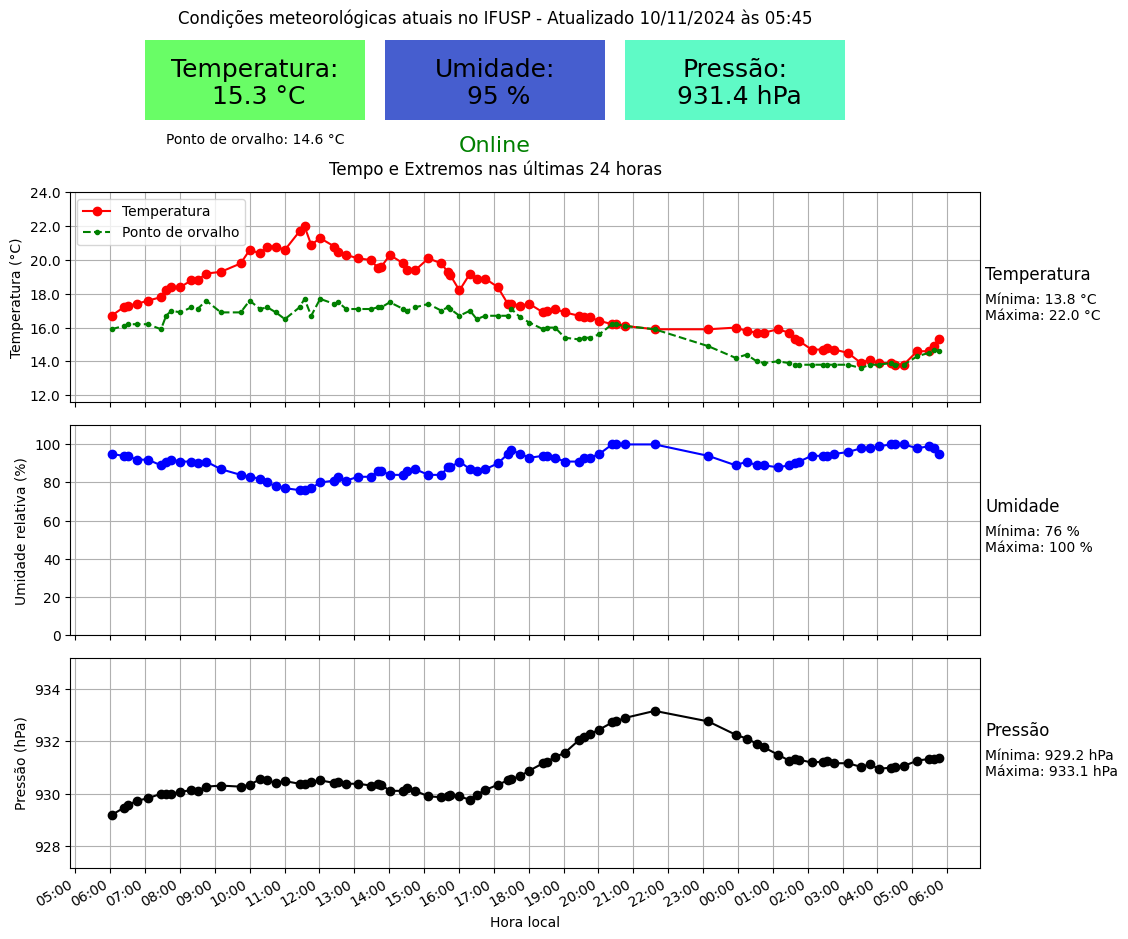 Condições meteorológicas atuais no IFUSP - Atualizado 10/11/2024 às 05:45
Temperatura:
15.3 °C
Umidade:
95 %
Pressão:
931.4 hPa
Ponto de orvalho: 14.6 °C
Online
Tempo e Extremos nas últimas 24 horas
Temperatura (°C)
24.0
22.0
20.0
18.0
16.0
14.0
12.0
Temperatura
Ponto de orvalho
Temperatura
Mínima: 13.8 °C
Máxima: 22.0 °C
Umidade relativa (%)
100
80
60
40
20
0
Umidade
Mínima: 76 %
Máxima: 100 %
Pressão (hPa)
934
932
930
928
Pressão
Mínima: 929.2 hPa
Máxima: 933.1 hPa
05:00 06:00 07:00 08:00 09:00 10:00 11:00 12:00 13:00 14:00 15:00 16:00 17:00 18:00 19:00 20:00 21:00 22:00 23:00 00:00 01:00 02:00 03:00 04:00 05:00 06:00
Hora local